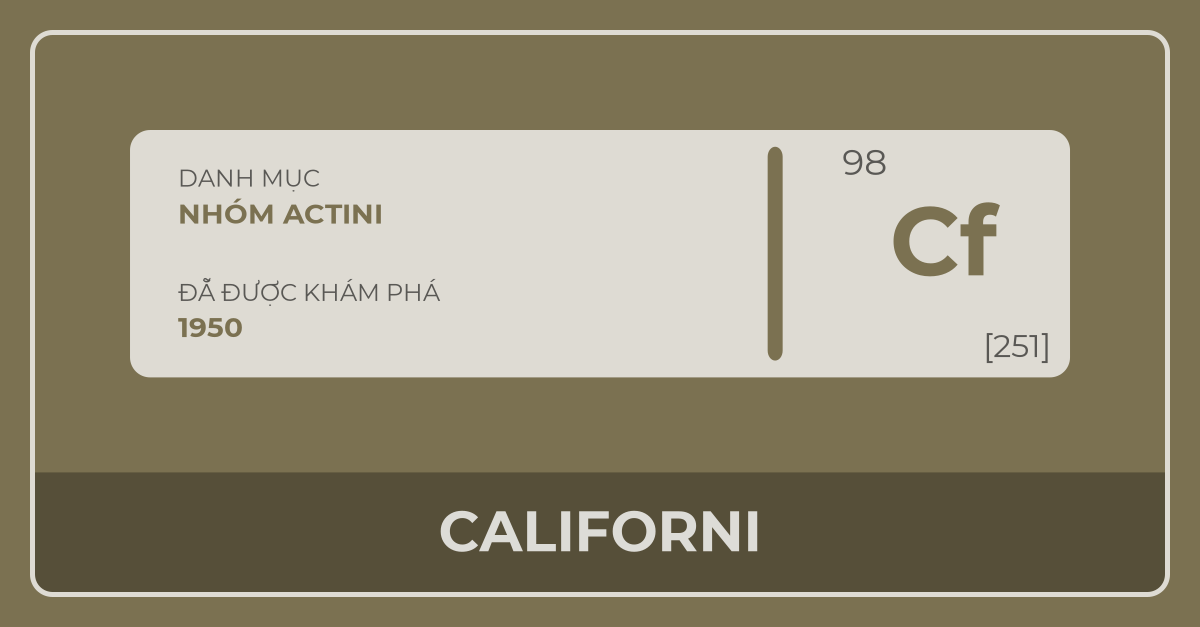 DANH MỤC
NHÓM ACTINI
ĐÃ ĐƯỢC KHÁM PHÁ
1950
98
Cf
[251]
CALIFORNI